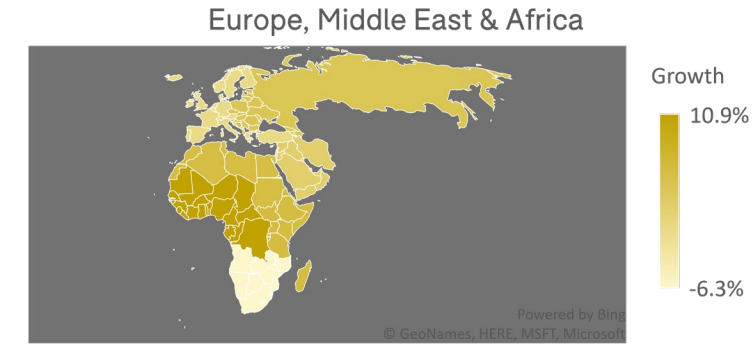 Europe, Middle East & Africa
Growth
10.9%
-6.3%
Powered by Bing
© GeoNames, HERE, MSFT, Microsoft